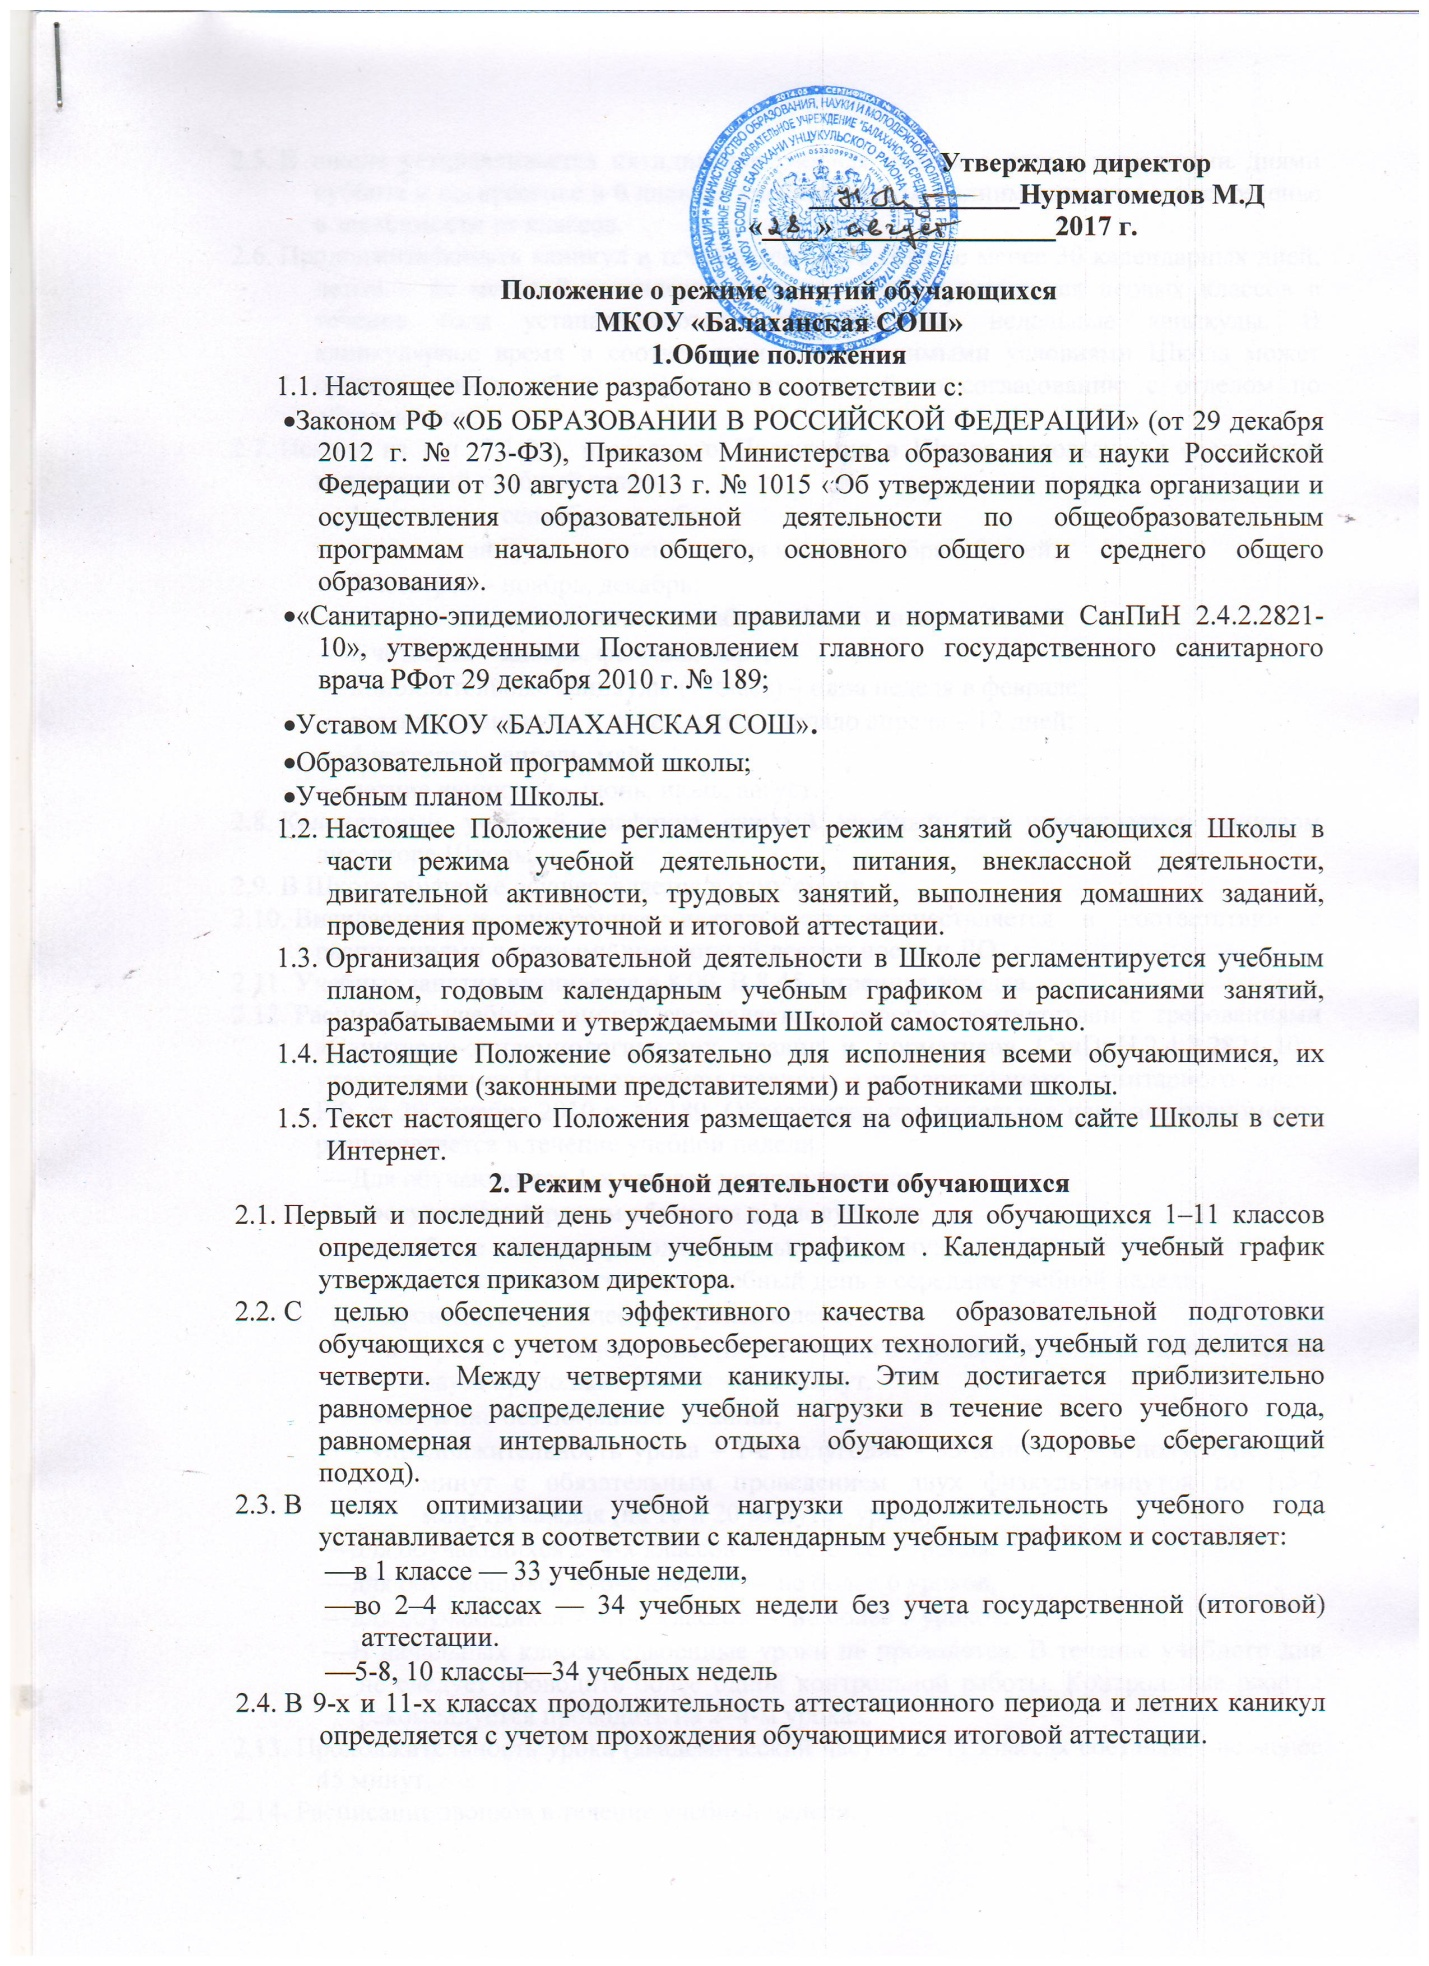 Утверждаю директор
Нурмагомедов М.Д
«28» август 2017 г.
Положение о режиме занятий обучающихся
МКОУ «Балаханская СОШ»
1.Общие положения
1.1. Настоящее Положение разработано в соответствии с:
•Законом РФ «ОБ ОБРАЗОВАНИИ В РОССИЙСКОЙ ФЕДЕРАЦИИ» (от 29 декабря
2012 г. № 273-ФЗ), Приказом Министерства образования и науки Российской
Федерации от 30 августа 2013 г. № 1015 «Об утверждении порядка организации и
осуществления образовательной деятельности по общеобразовательным
программам начального общего, основного общего и среднего общего
образования».
•«Санитарно-эпидемиологическими правилами и нормативами СанПиН 2.4.2.2821-
10», утвержденными Постановлением главного государственного санитарного
врача РФот 29 декабря 2010 г. № 189;
•Уставом МКОУ «БАЛАХАНСКАЯ СОШ».
•Образовательной программой школы;
•Учебным планом Школы.
1.2. Настоящее Положение регламентирует режим занятий обучающихся Школы в
части режима учебной деятельности, питания, внеклассной деятельности,
двигательной активности, трудовых занятий, выполнения домашних заданий,
проведения промежуточной и итоговой аттестации.
1.3. Организация образовательной деятельности в Школе регламентируется учебным
планом, годовым календарным учебным графиком и расписаниями занятий,
разрабатываемыми и утверждаемыми Школой самостоятельно.
1.4. Настоящие Положение обязательно для исполнения всеми обучающимися, их
родителями (законными представителями) и работниками школы.
1.5. Текст настоящего Положения размещается на официальном сайте Школы в сети
Интернет.
2. Режим учебной деятельности обучающихся
2.1. Первый и последний день учебного года в Школе для обучающихся 1–11 классов
определяется календарным учебным графиком . Календарный учебный график
утверждается приказом директора.
2.2. С целью обеспечения эффективного качества образовательной подготовки
обучающихся с учетом здоровьесберегающих технологий, учебный год делится на
четверти. Между четвертями каникулы. Этим достигается приблизительно
равномерное распределение учебной нагрузки в течение всего учебного года,
равномерная интервальность отдыха обучающихся (здоровье сберегающий
подход).
2.3. В целях оптимизации учебной нагрузки продолжительность учебного года
устанавливается в соответствии с календарным учебным графиком и составляет:
—в 1 классе — 33 учебные недели,
—во 2–4 классах — 34 учебных недели без учета государственной (итоговой)
аттестации.
—5-8, 10 классы—34 учебных недель
2.4. В 9-х и 11-х классах продолжительность аттестационного периода и летних каникул
определяется с учетом прохождения обучающимися итоговой аттестации.